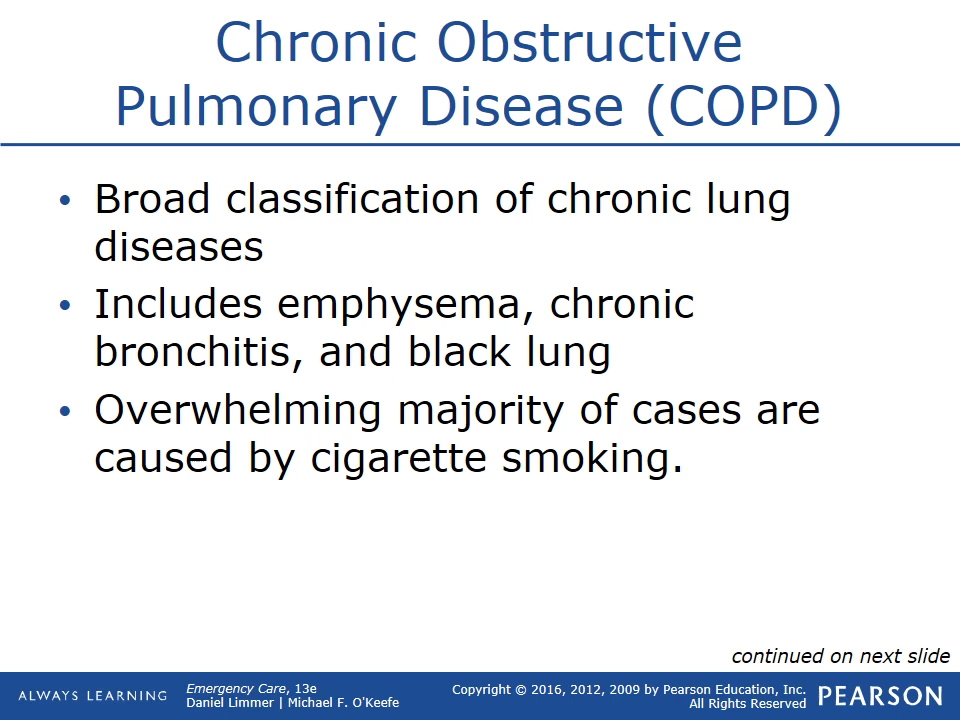 Chronic Obstructive
Pulmonary Disease (COPD)
• Broad classification of chronic lung
diseases
• Includes emphysema, chronic
bronchitis, and black lung
• Overwhelming majority of cases are
caused by cigarette smoking.
continued on next slide
ALWAYS LEARNING
Emergency Care, 13e
Daniel Limmer | Michael F. O'Keefe
Copyright © 2016, 2012, 2009 by Pearson Education, Inc.
All Rights Reserved
PEARSON